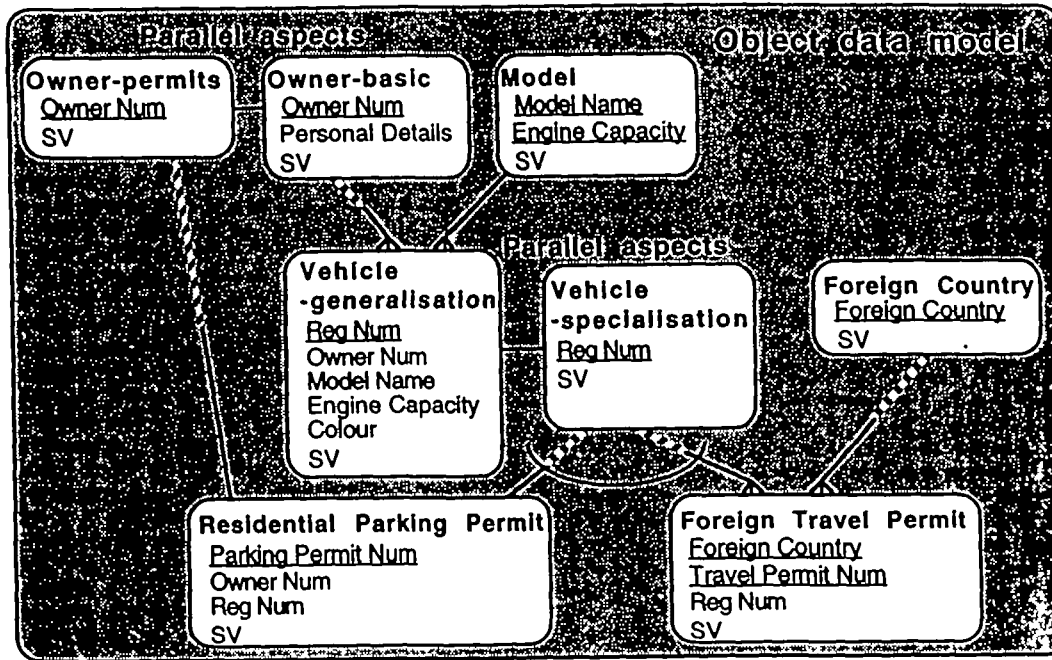 Parallel aspects
Object data model
Owner-permits
Owner Num
SV
Owner-basic
Owner Num
Personal Details
SV
Model
Model Name
Engine Capacity
SV
Parallel aspects
Vehicle
-generalisation
Reg Num
Owner Num
Model Name
Engine Capacity
Colour
SV
Vehicle
-specialisation
Reg Num
SV
Foreign Country
Foreign Country
SV
Residential Parking Permit
Parking Permit Num
Owner Num
Reg Num
SV
Foreign Travel Permit
Foreign Country
Travel Permit Num
Reg Num
SV